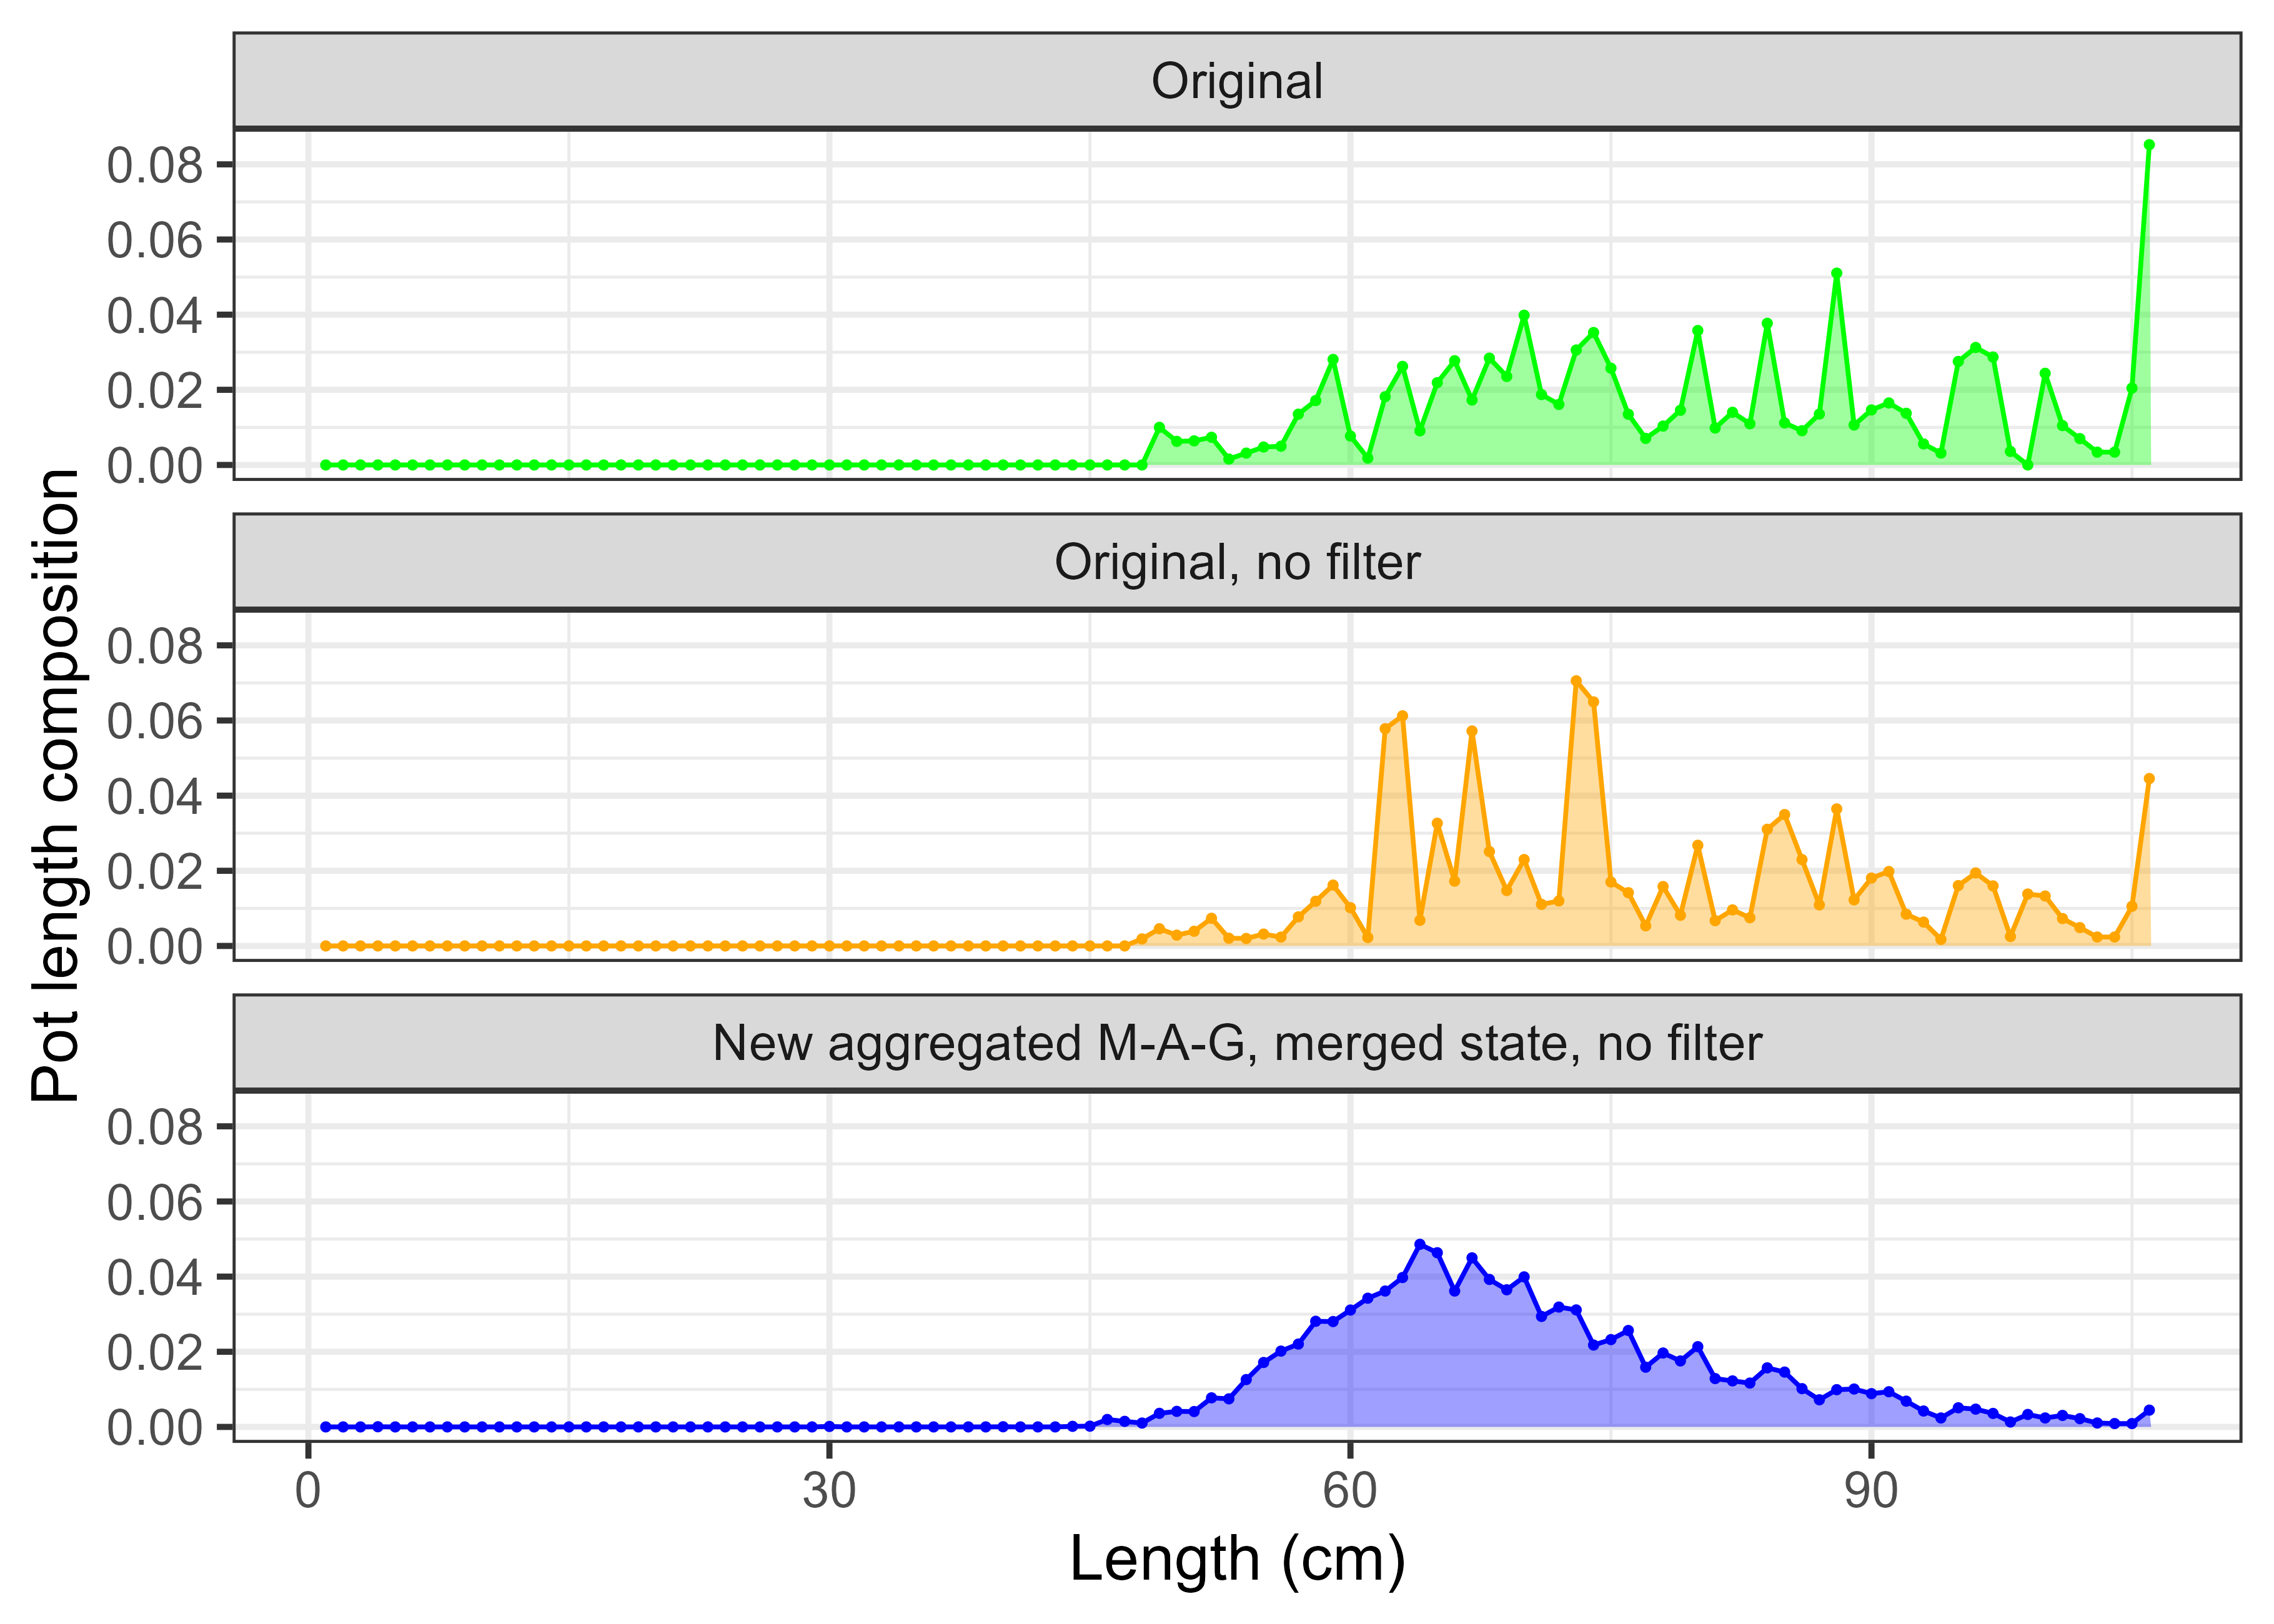 Original
0.08
0.06
0.04
0.02
0.00
Original, no filter
0.08
0.06
0.04
0.02
0.00
New aggregated M-A-G, merged state, no filter
0.08
0.06
0.04
0.02
0.00
0 30 60 90
Length (cm)
Pot length composition